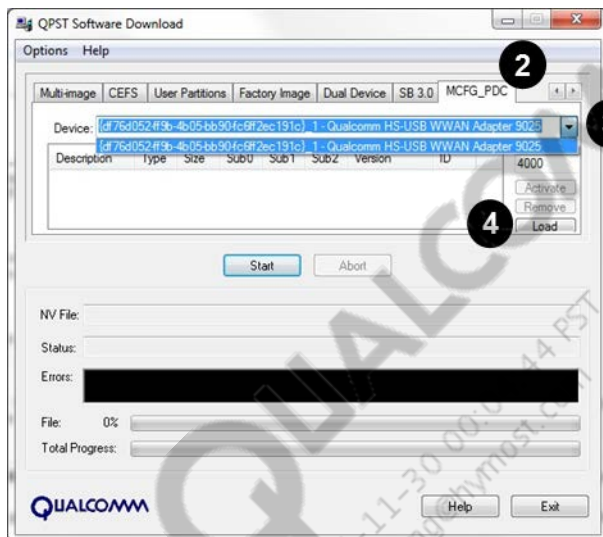 QPST Software Download
Options Help
2
Multi-image CEFS User Partitions Factory Image Dual Device SB 3.0 MCFG_PDC
Device: {df76d052-ff9b-4b05-bb90-fc6ff2ec191c}_1 - Qualcomm HS-USB WWAN Adapter 9025
{df76d052-ff9b-4b05-bb90-fc6ff2ec191c}_1 - Qualcomm HS-USB WWAN Adapter 9025
Description Type Size Sub0 Sub1 Sub2 Version ID
4000
Activate
Remove
4 Load
Start Abort
NV File:
Status:
Errors:
File: 0%
Total Progress:
QUALCOMM Help Exit
QUALCOMM